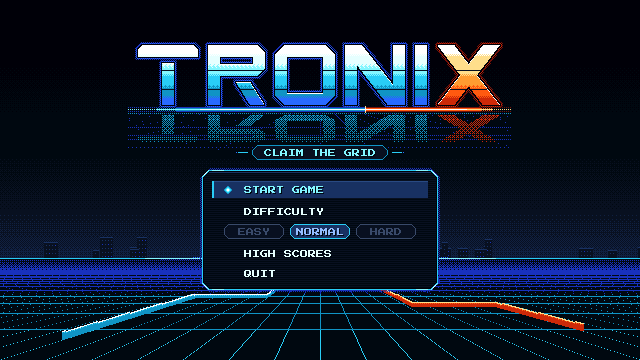 TRONIX
CLAIM THE GRID
START GAME
DIFFICULTY
EASY NORMAL HARD
HIGH SCORES
QUIT